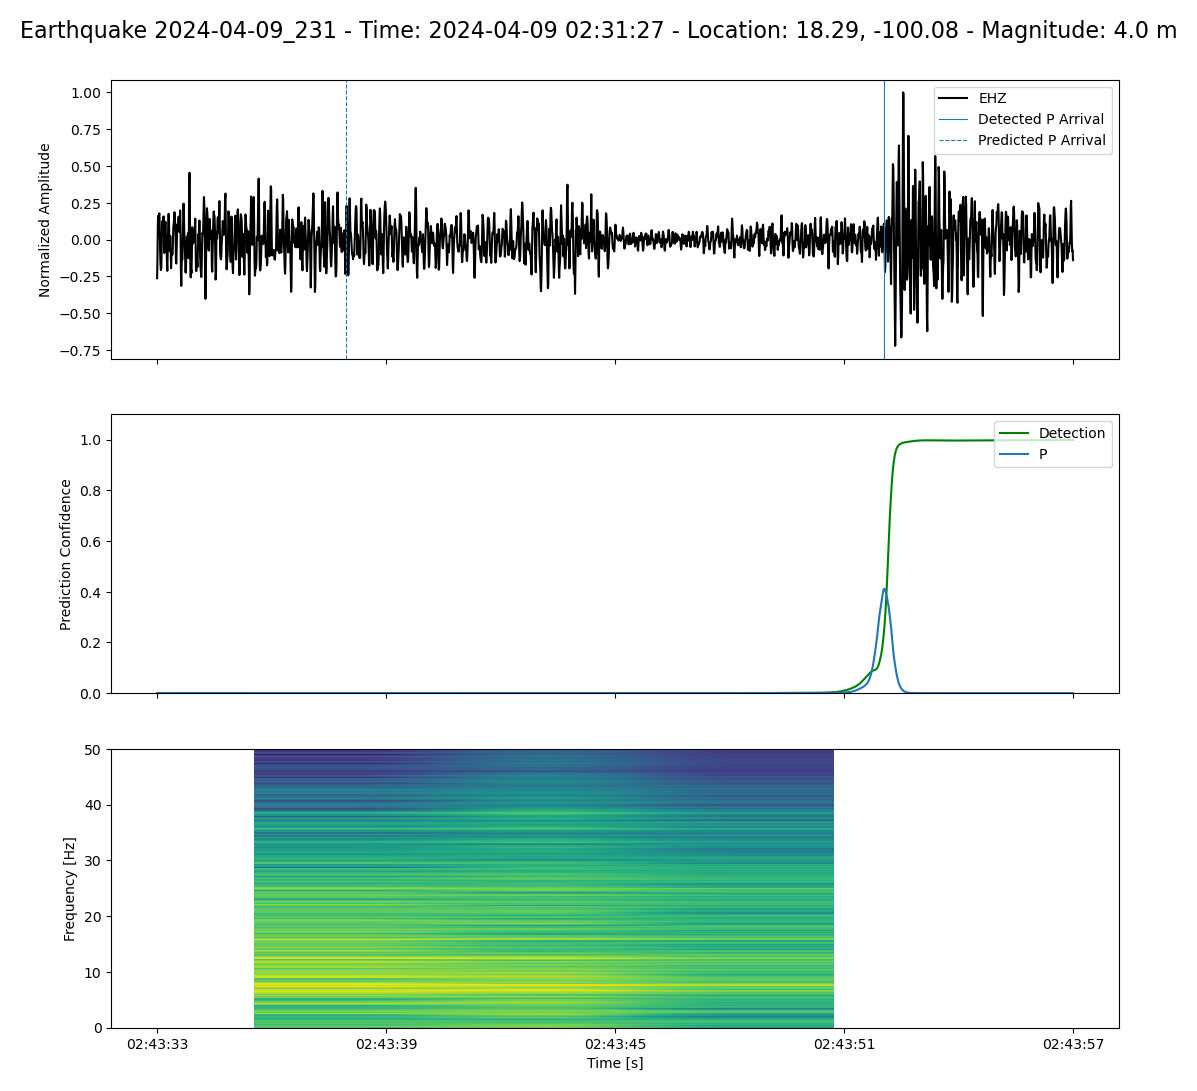 Earthquake 2024-04-09_231 - Time: 2024-04-09 02:31:27 - Location: 18.29, -100.08 - Magnitude: 4.0 m
Normalized Amplitude
1.00
0.75
0.50
0.25
0.00
−0.25
−0.50
−0.75
EHZ
Detected P Arrival
Predicted P Arrival
Prediction Confidence
1.0
0.8
0.6
0.4
0.2
0.0
Detection
P
Frequency [Hz]
50
40
30
20
10
0
02:43:33 02:43:39 02:43:45 02:43:51 02:43:57
Time [s]